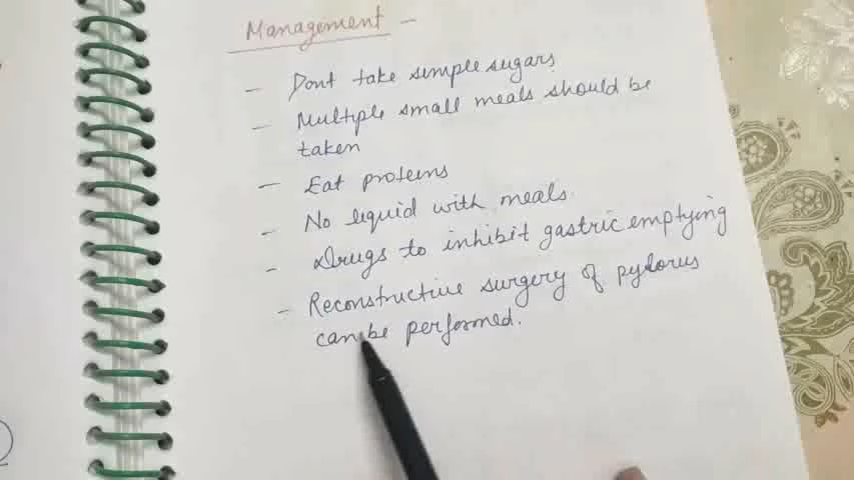 Management -
- Dont take simple sugars
- Multiple small meals should be
taken
- Eat proteins
- No liquid with meals.
- Drugs to inhibit gastric emptying
- Reconstructive surgery of pylorus
can be performed.